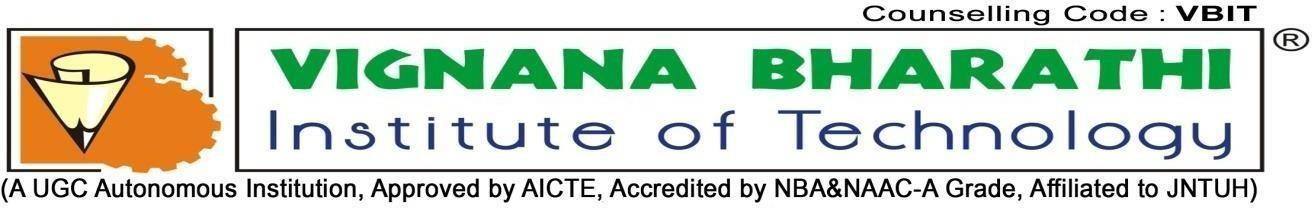 Counselling Code : VBIT
VIGNANA BHARATHI ®
Institute of Technology
(A UGC Autonomous Institution, Approved by AICTE, Accredited by NBA&NAAC-A Grade, Affiliated to JNTUH)